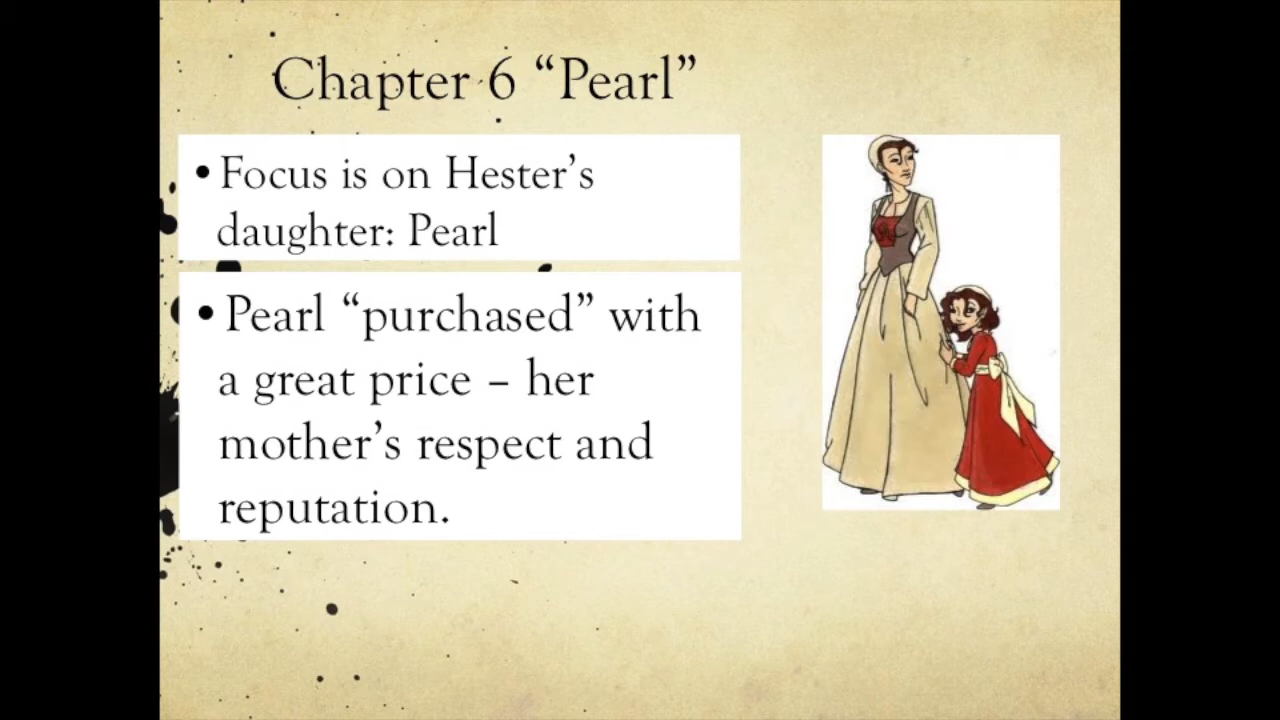 Chapter 6 “Pearl”
• Focus is on Hester’s
daughter: Pearl
• Pearl “purchased” with
a great price – her
mother’s respect and
reputation.